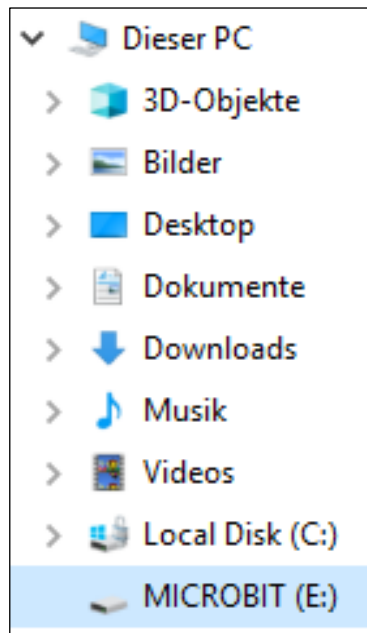 Dieser PC
3D-Objekte
Bilder
Desktop
Dokumente
Downloads
Musik
Videos
Local Disk (C:)
MICROBIT (E:)